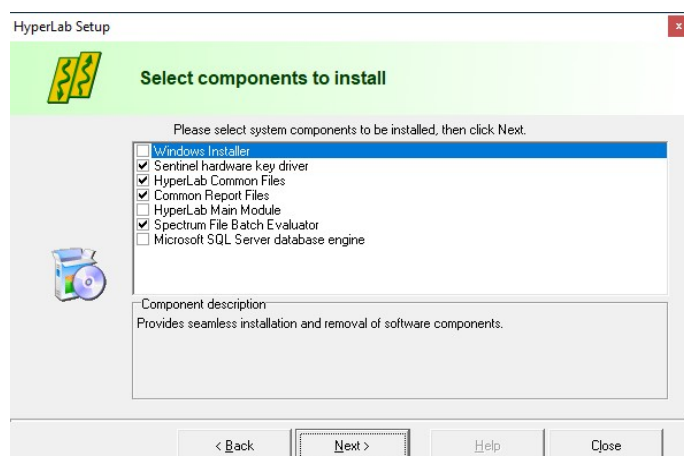 HyperLab Setup
x
Select components to install
Please select system components to be installed, then click Next.
Windows Installer
Sentinel hardware key driver
HyperLab Common Files
Common Report Files
HyperLab Main Module
Spectrum File Batch Evaluator
Microsoft SQL Server database engine
Component description
Provides seamless installation and removal of software components.
< Back Next > Help Close